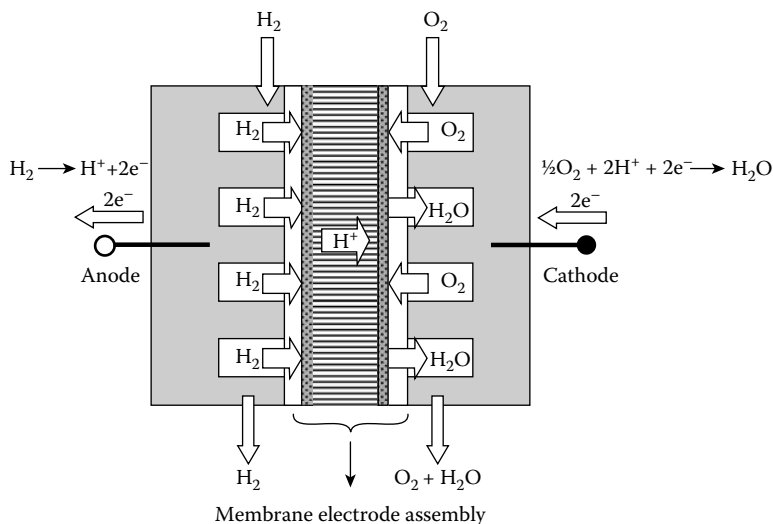 H₂ O₂
H₂ O₂
H₂ ⟶ H⁺+2e⁻ ½O₂ + 2H⁺ + 2e⁻ ⟶ H₂O
2e⁻ H₂ H₂O 2e⁻
H⁺
Anode Cathode
H₂ O₂
H₂ H₂O
H₂ O₂ + H₂O
Membrane electrode assembly